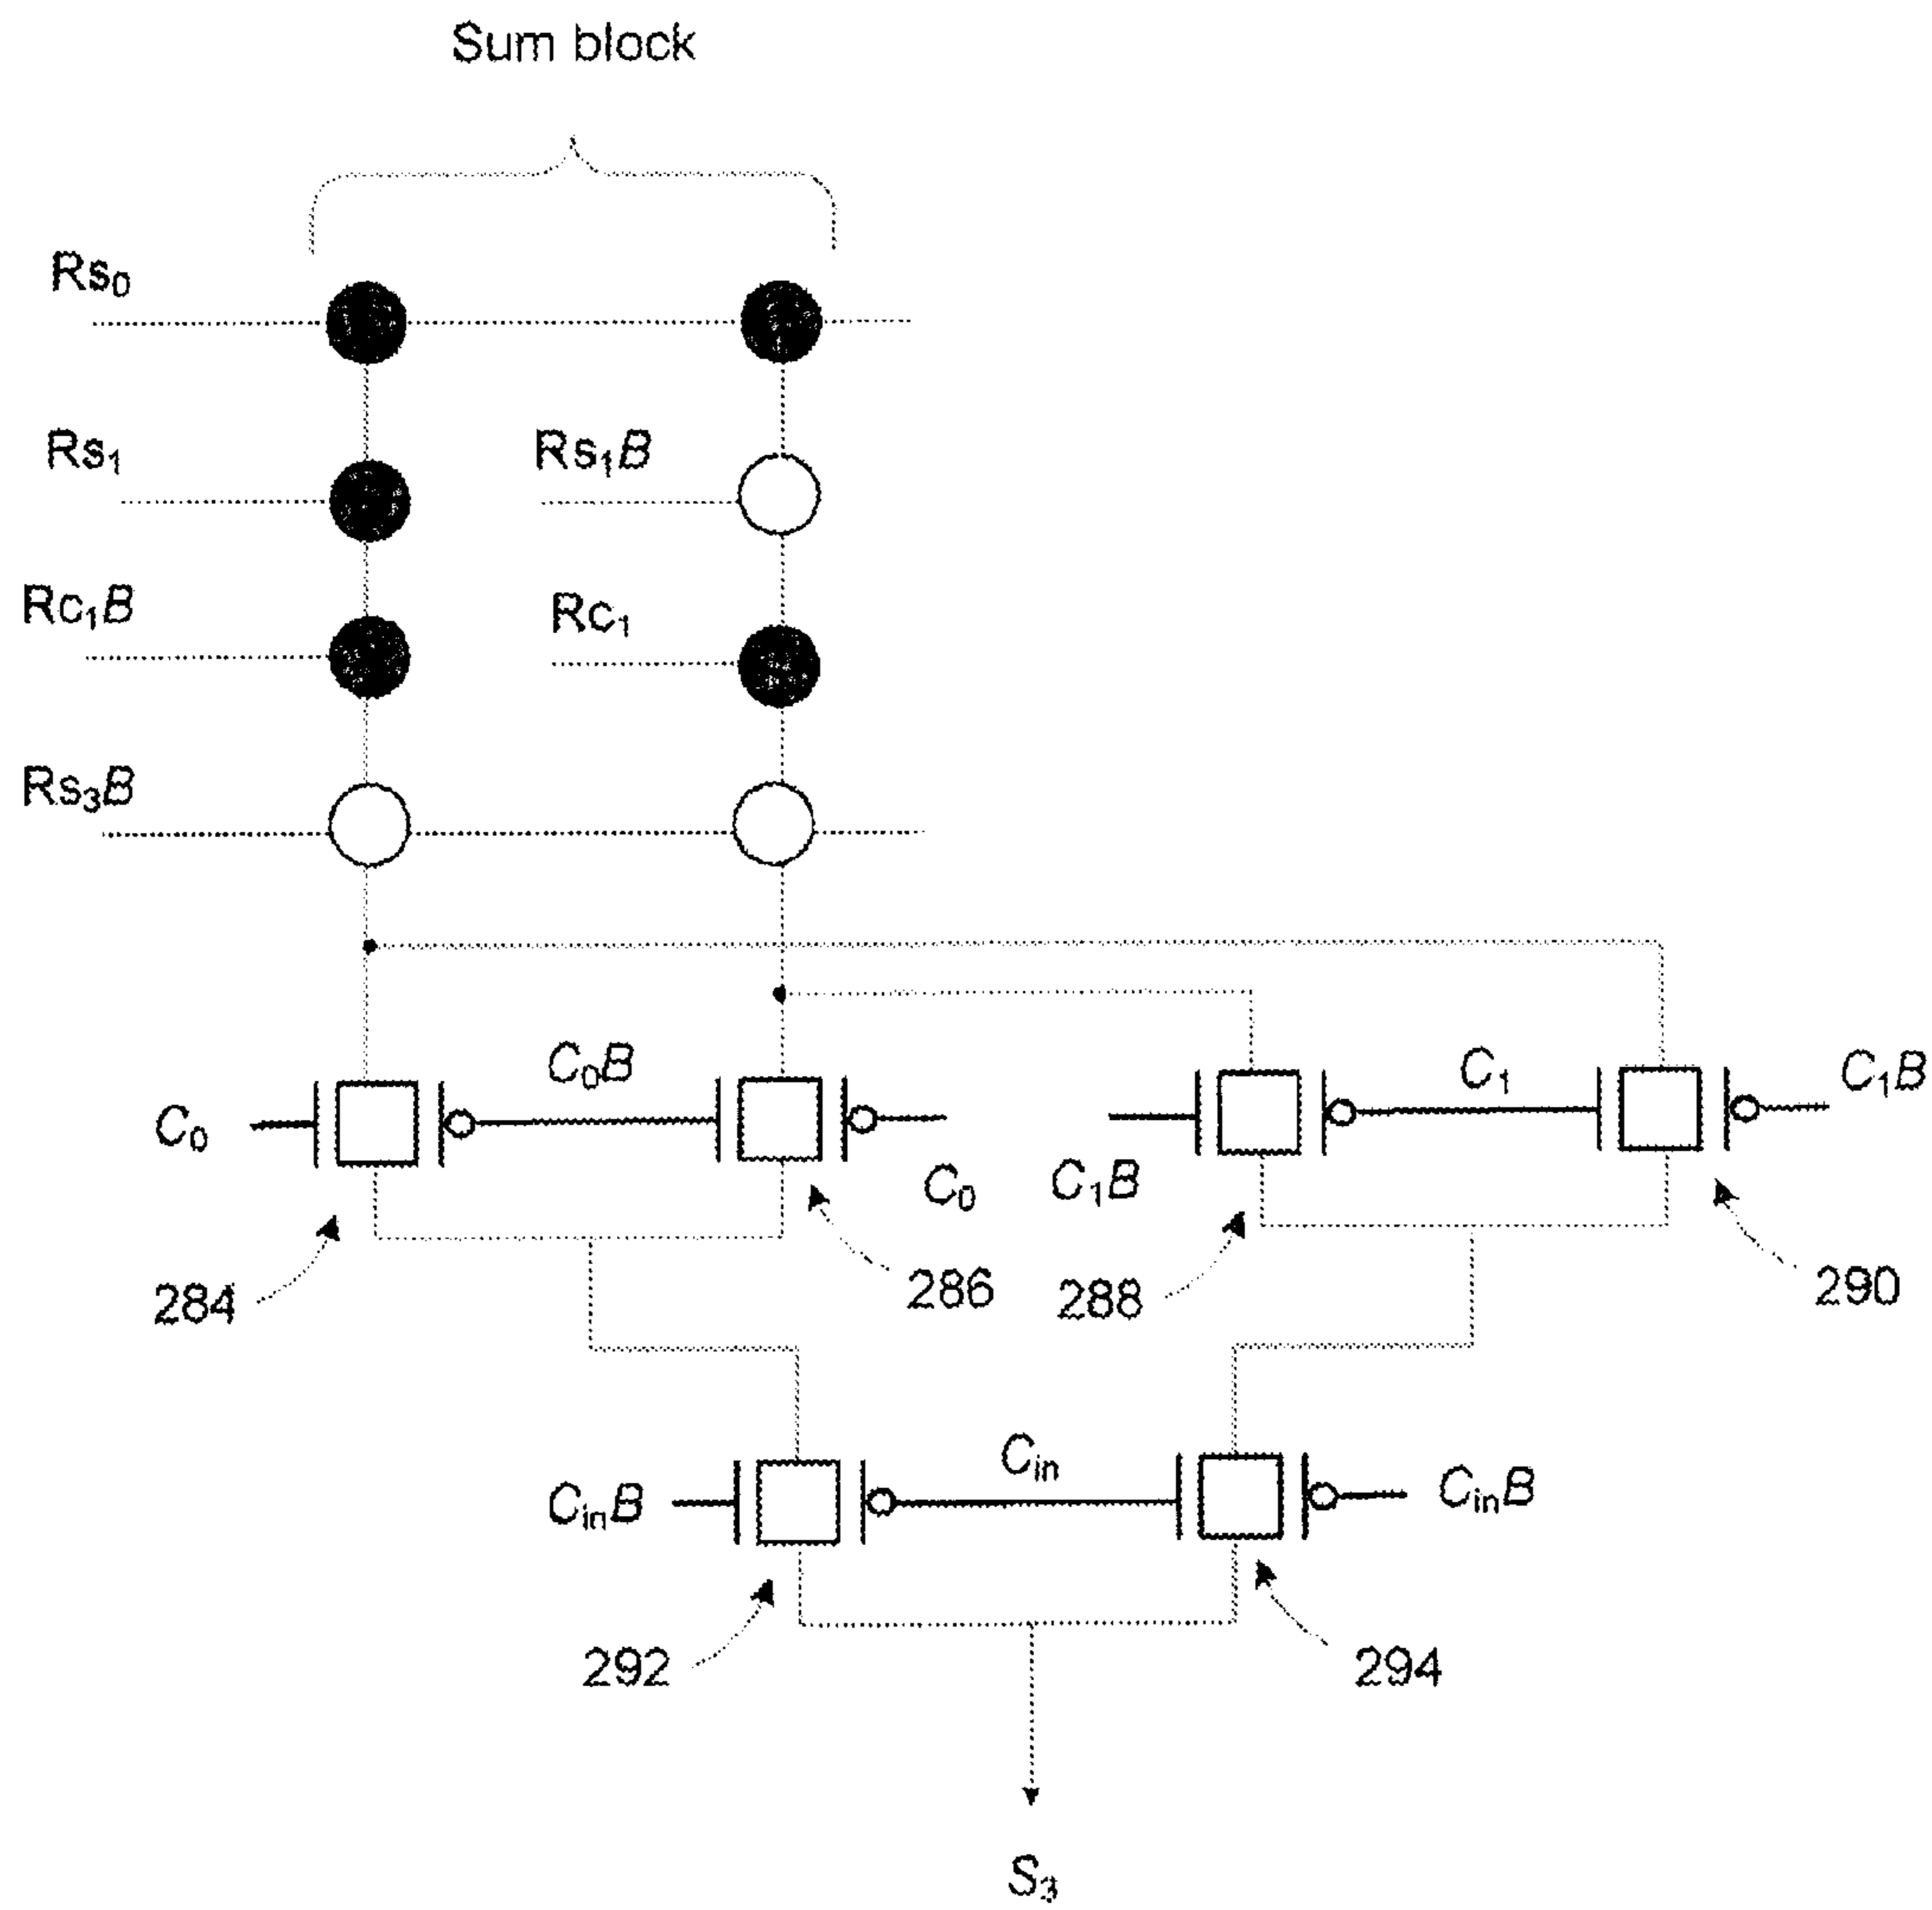 Sum block
Rs₀
Rs₁
Rs₁B
Rc₁B
Rc₁
Rs₃B
C₀B
C₁
C₁B
C₀
C₀
C₁B
284
286
288
290
Cᵢₙ
CᵢₙB
CᵢₙB
292
294
S₃